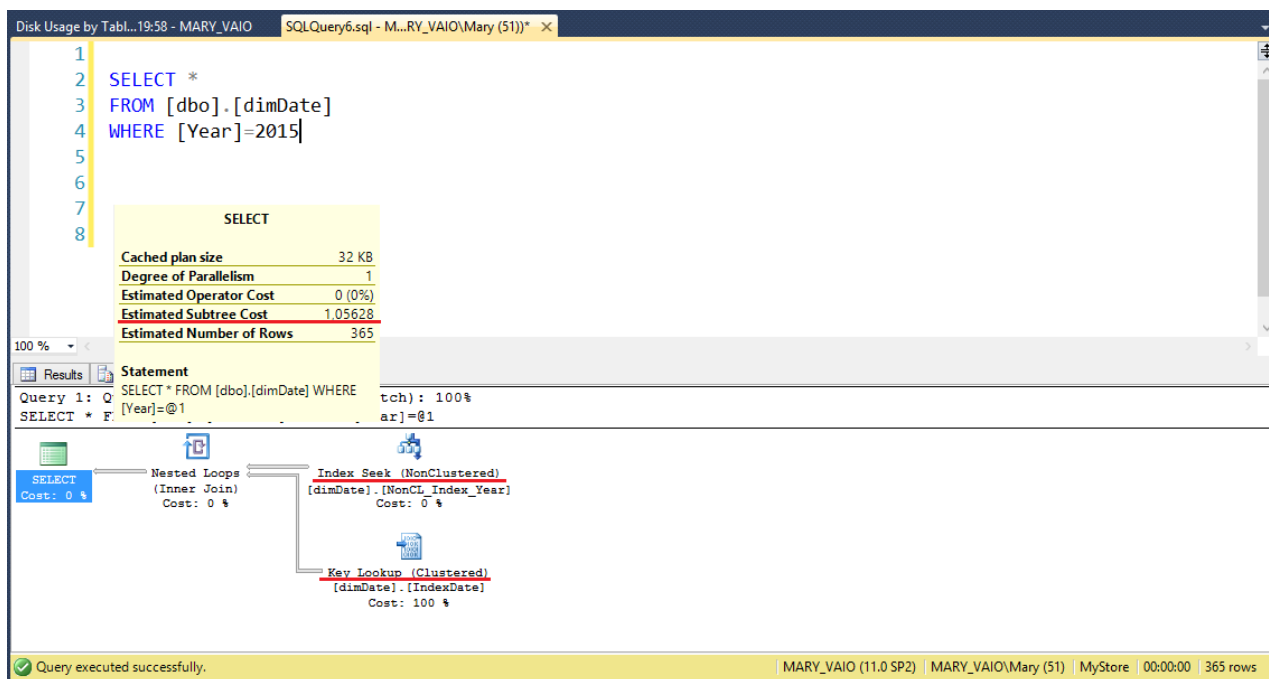 Disk Usage by Tabl...19:58 - MARY_VAIO
SQLQuery6.sql - M...RY_VAIO\Mary (51))*
1
2 SELECT *
3 FROM [dbo].[dimDate]
4 WHERE [Year]=2015
5
6
7
8
SELECT
Cached plan size 32 KB
Degree of Parallelism 1
Estimated Operator Cost 0 (0%)
Estimated Subtree Cost 1,05628
Estimated Number of Rows 365
Statement
SELECT * FROM [dbo].[dimDate] WHERE
[Year]=@1
100 %
Results
Query 1: Q tch): 100%
SELECT * F ar]=@1
SELECT
Cost: 0 %
Nested Loops
(Inner Join)
Cost: 0 %
Index Seek (NonClustered)
[dimDate].[NonCL_Index_Year]
Cost: 0 %
Key Lookup (Clustered)
[dimDate].[IndexDate]
Cost: 100 %
Query executed successfully.
MARY_VAIO (11.0 SP2) MARY_VAIO\Mary (51) MyStore 00:00:00 365 rows